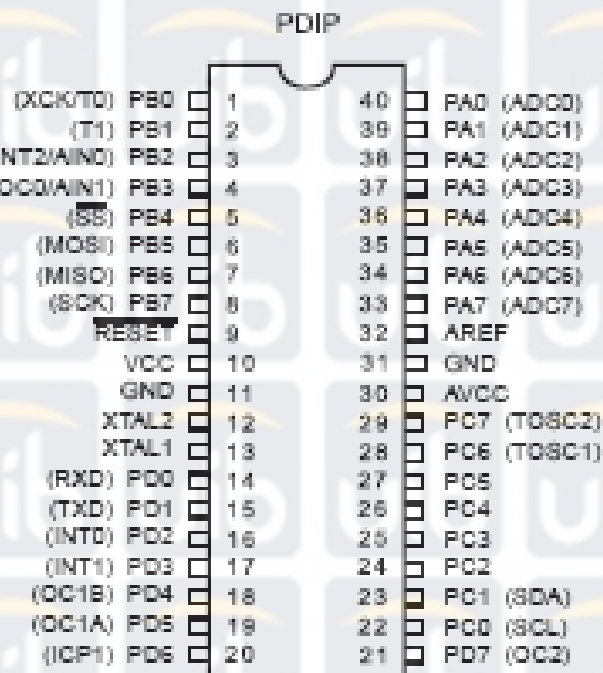 PDIP
(XCK/T0) PB0 1 40 PA0 (ADC0)
(T1) PB1 2 39 PA1 (ADC1)
NT2/AIN0) PB2 3 38 PA2 (ADC2)
OC0/AIN1) PB3 4 37 PA3 (ADC3)
(SS) PB4 5 36 PA4 (ADC4)
(MOSI) PB5 6 35 PA5 (ADC5)
(MISO) PB6 7 34 PA6 (ADC6)
(SCK) PB7 8 33 PA7 (ADC7)
RESET 9 32 AREF
VCC 10 31 GND
GND 11 30 AVCC
XTAL2 12 29 PC7 (TOSC2)
XTAL1 13 28 PC6 (TOSC1)
(RXD) PD0 14 27 PC5
(TXD) PD1 15 26 PC4
(INT0) PD2 16 25 PC3
(INT1) PD3 17 24 PC2
(OC1B) PD4 18 23 PC1 (SDA)
(OC1A) PD5 19 22 PC0 (SCL)
(ICP1) PD6 20 21 PD7 (OC2)